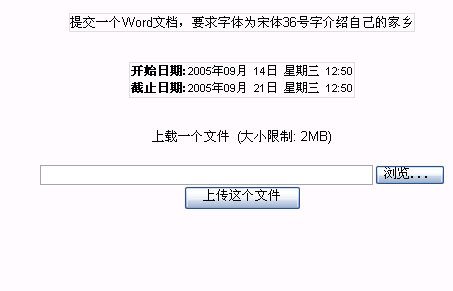 提交一个Word文档，要求字体为宋体36号字介绍自己的家乡
开始日期:2005年09月 14日 星期三 12:50
截止日期:2005年09月 21日 星期三 12:50
上载一个文件 (大小限制: 2MB)
浏览...
上传这个文件